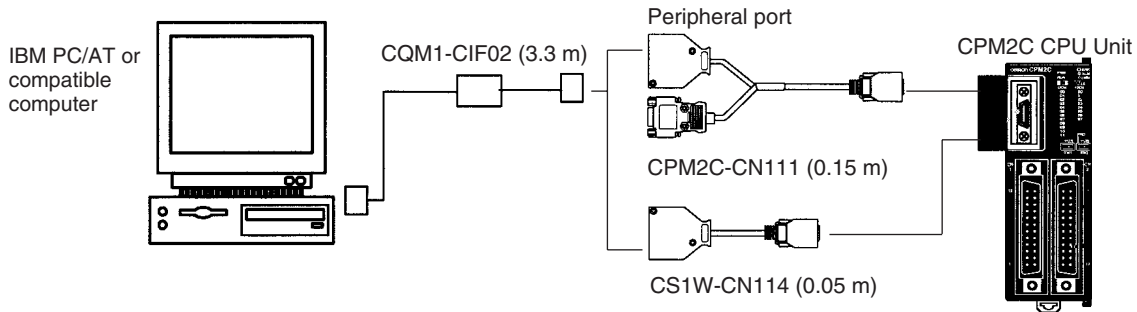 IBM PC/AT or
compatible
computer
CQM1-CIF02 (3.3 m)
Peripheral port
CPM2C CPU Unit
CPM2C-CN111 (0.15 m)
CS1W-CN114 (0.05 m)